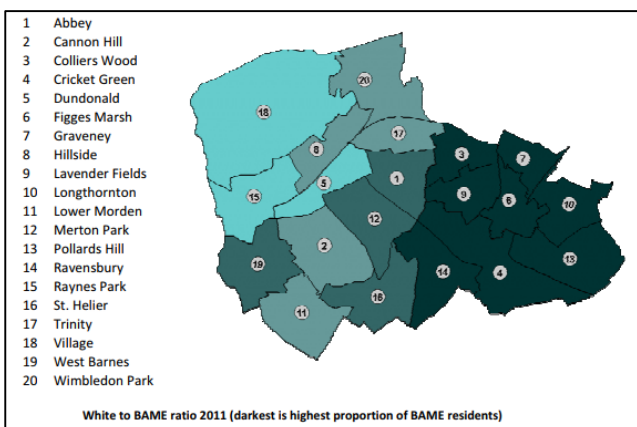 1 Abbey
2 Cannon Hill
3 Colliers Wood
4 Cricket Green
5 Dundonald
6 Figges Marsh
7 Graveney
8 Hillside
9 Lavender Fields
10 Longthornton
11 Lower Morden
12 Merton Park
13 Pollards Hill
14 Ravensbury
15 Raynes Park
16 St. Helier
17 Trinity
18 Village
19 West Barnes
20 Wimbledon Park
20
18
17
8
3
7
5
1
15
9
6
10
12
2
19
13
14
4
16
11
White to BAME ratio 2011 (darkest is highest proportion of BAME residents)